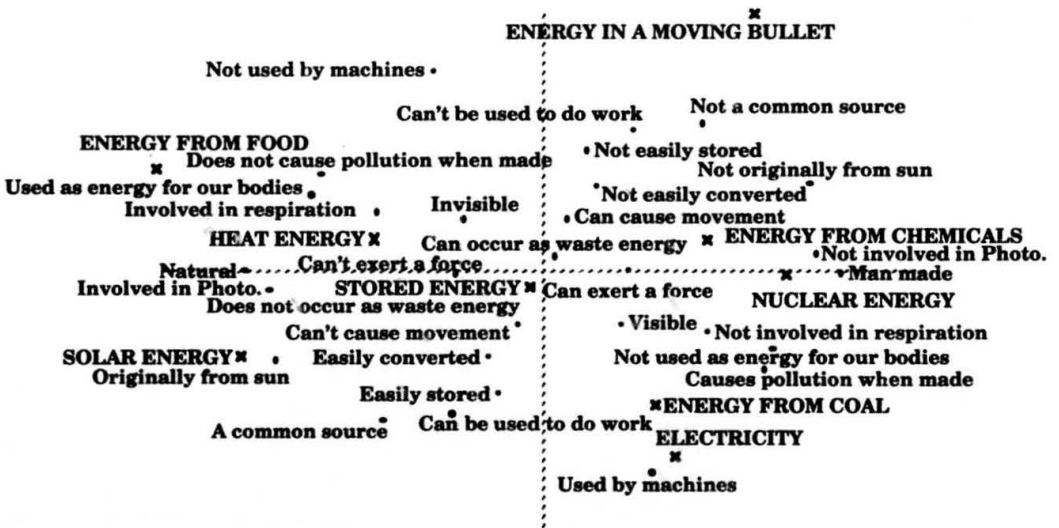 ENERGY IN A MOVING BULLET
Not used by machines
Can't be used to do work
Not a common source
ENERGY FROM FOOD
Not easily stored
Does not cause pollution when made
Not originally from sun
Used as energy for our bodies
Not easily converted
Involved in respiration
Invisible
Can cause movement
HEAT ENERGY
Can occur as waste energy
ENERGY FROM CHEMICALS
Not involved in Photo.
Can't exert a force
Natural
Man made
Involved in Photo.
STORED ENERGY
Can exert a force
NUCLEAR ENERGY
Does not occur as waste energy
Visible
Can't cause movement
Not involved in respiration
SOLAR ENERGY
Easily converted
Not used as energy for our bodies
Originally from sun
Causes pollution when made
Easily stored
ENERGY FROM COAL
A common source
Can be used to do work
ELECTRICITY
Used by machines